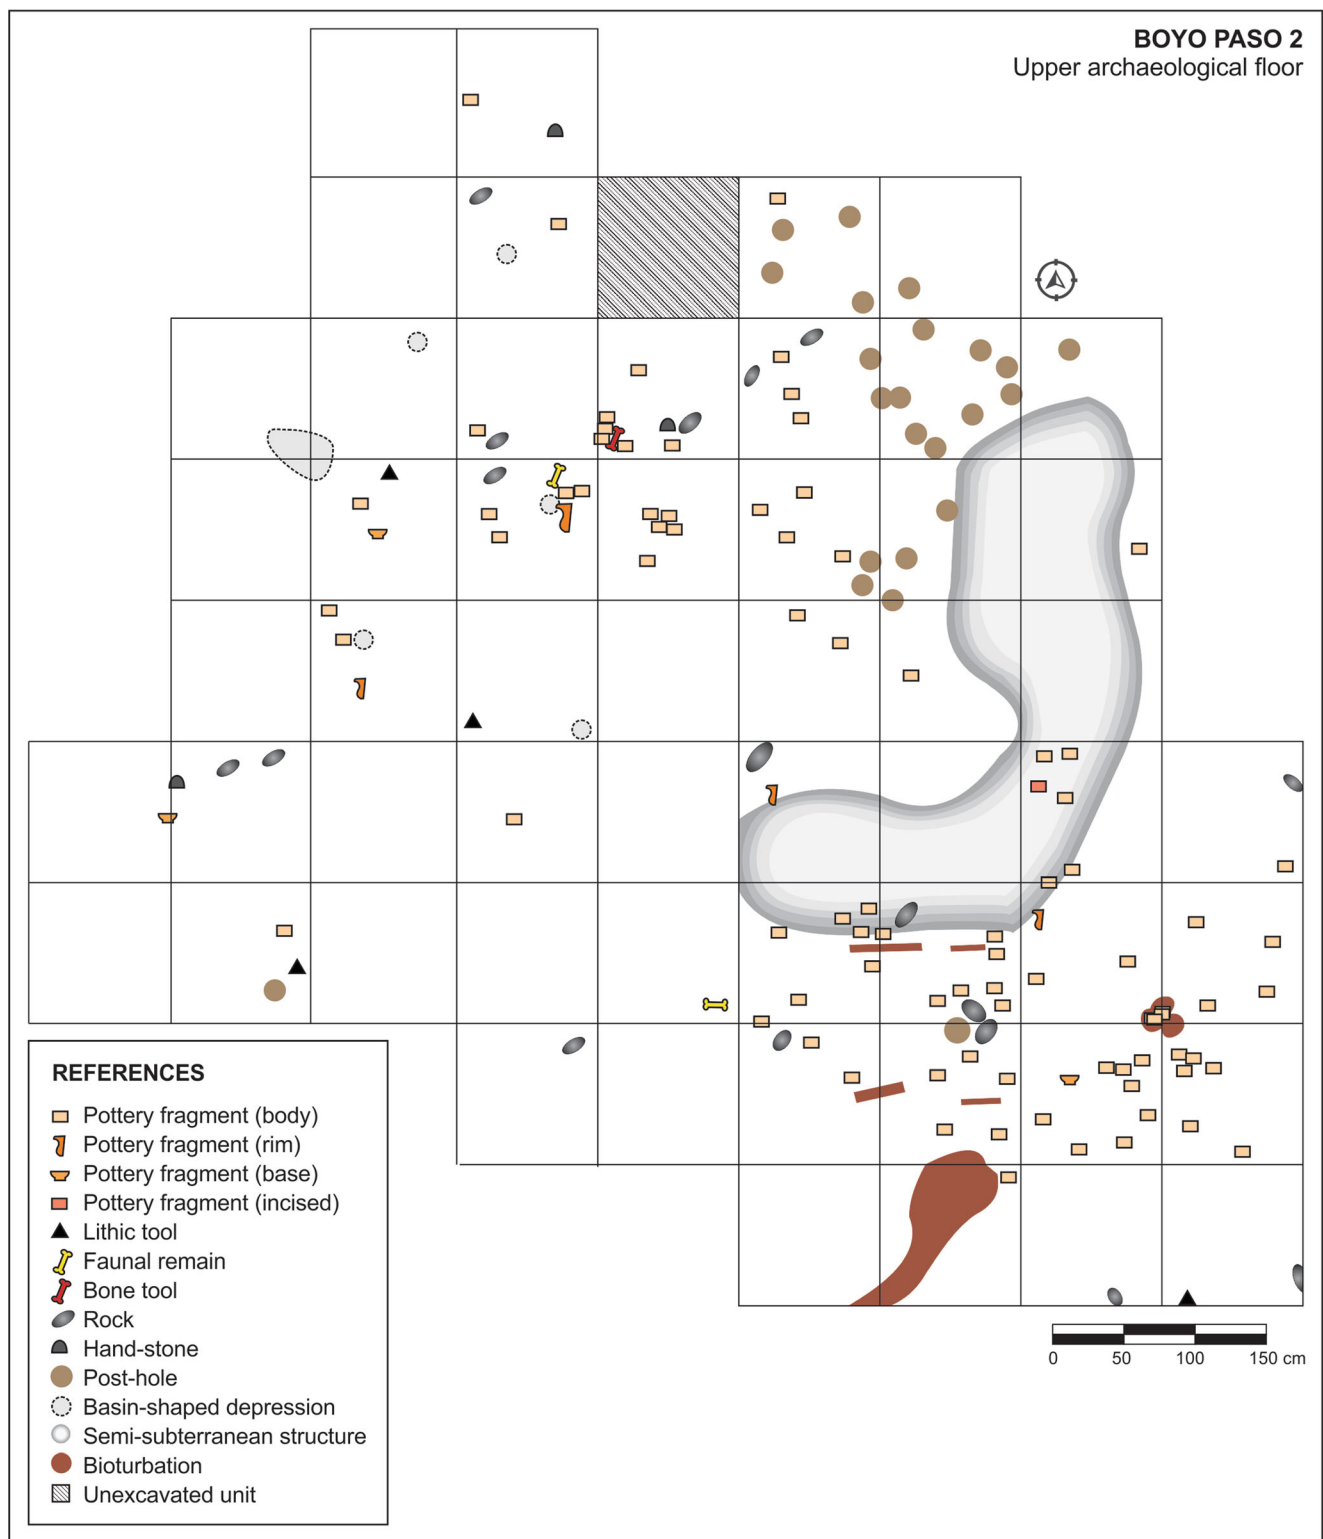 BOYO PASO 2
Upper archaeological floor
REFERENCES
Pottery fragment (body)
Pottery fragment (rim)
Pottery fragment (base)
Pottery fragment (incised)
Lithic tool
Faunal remain
Bone tool
Rock
Hand-stone
Post-hole
Basin-shaped depression
Semi-subterranean structure
Bioturbation
Unexcavated unit
0 50 100 150 cm